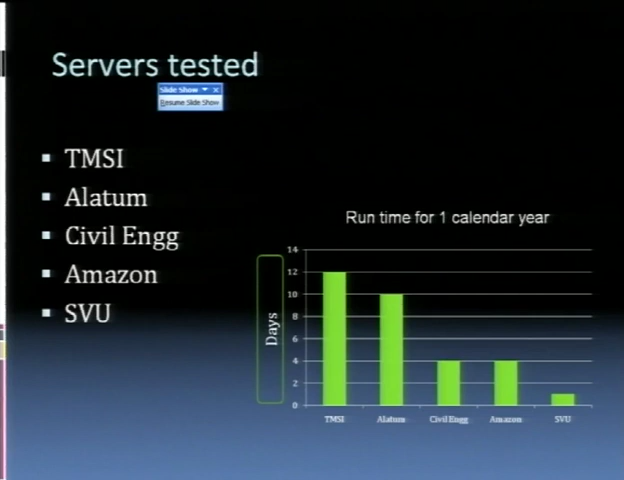 Servers tested
Slide Show
Resume Slide Show
TMSI
Alatum
Civil Engg
Amazon
SVU
Run time for 1 calendar year
Days
14
12
10
8
6
4
2
0
TMSI Alatum Civil Engg Amazon SVU